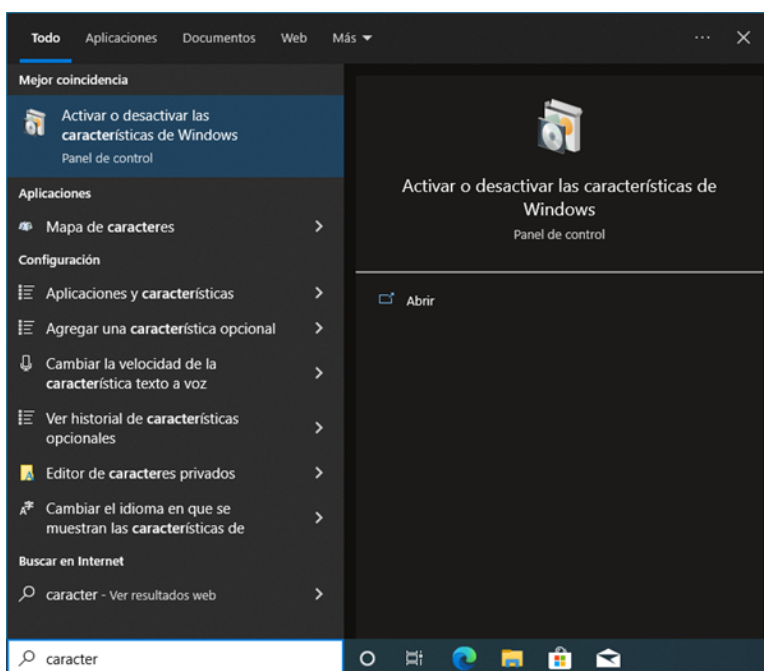 Todo Aplicaciones Documentos Web Más
Mejor coincidencia
Activar o desactivar las
características de Windows
Panel de control
Aplicaciones
Mapa de caracteres
Configuración
Aplicaciones y características
Agregar una característica opcional
Cambiar la velocidad de la
característica texto a voz
Ver historial de características
opcionales
Editor de caracteres privados
Cambiar el idioma en que se
muestran las características de
Buscar en Internet
caracter - Ver resultados web
caracter
Activar o desactivar las características de
Windows
Panel de control
Abrir